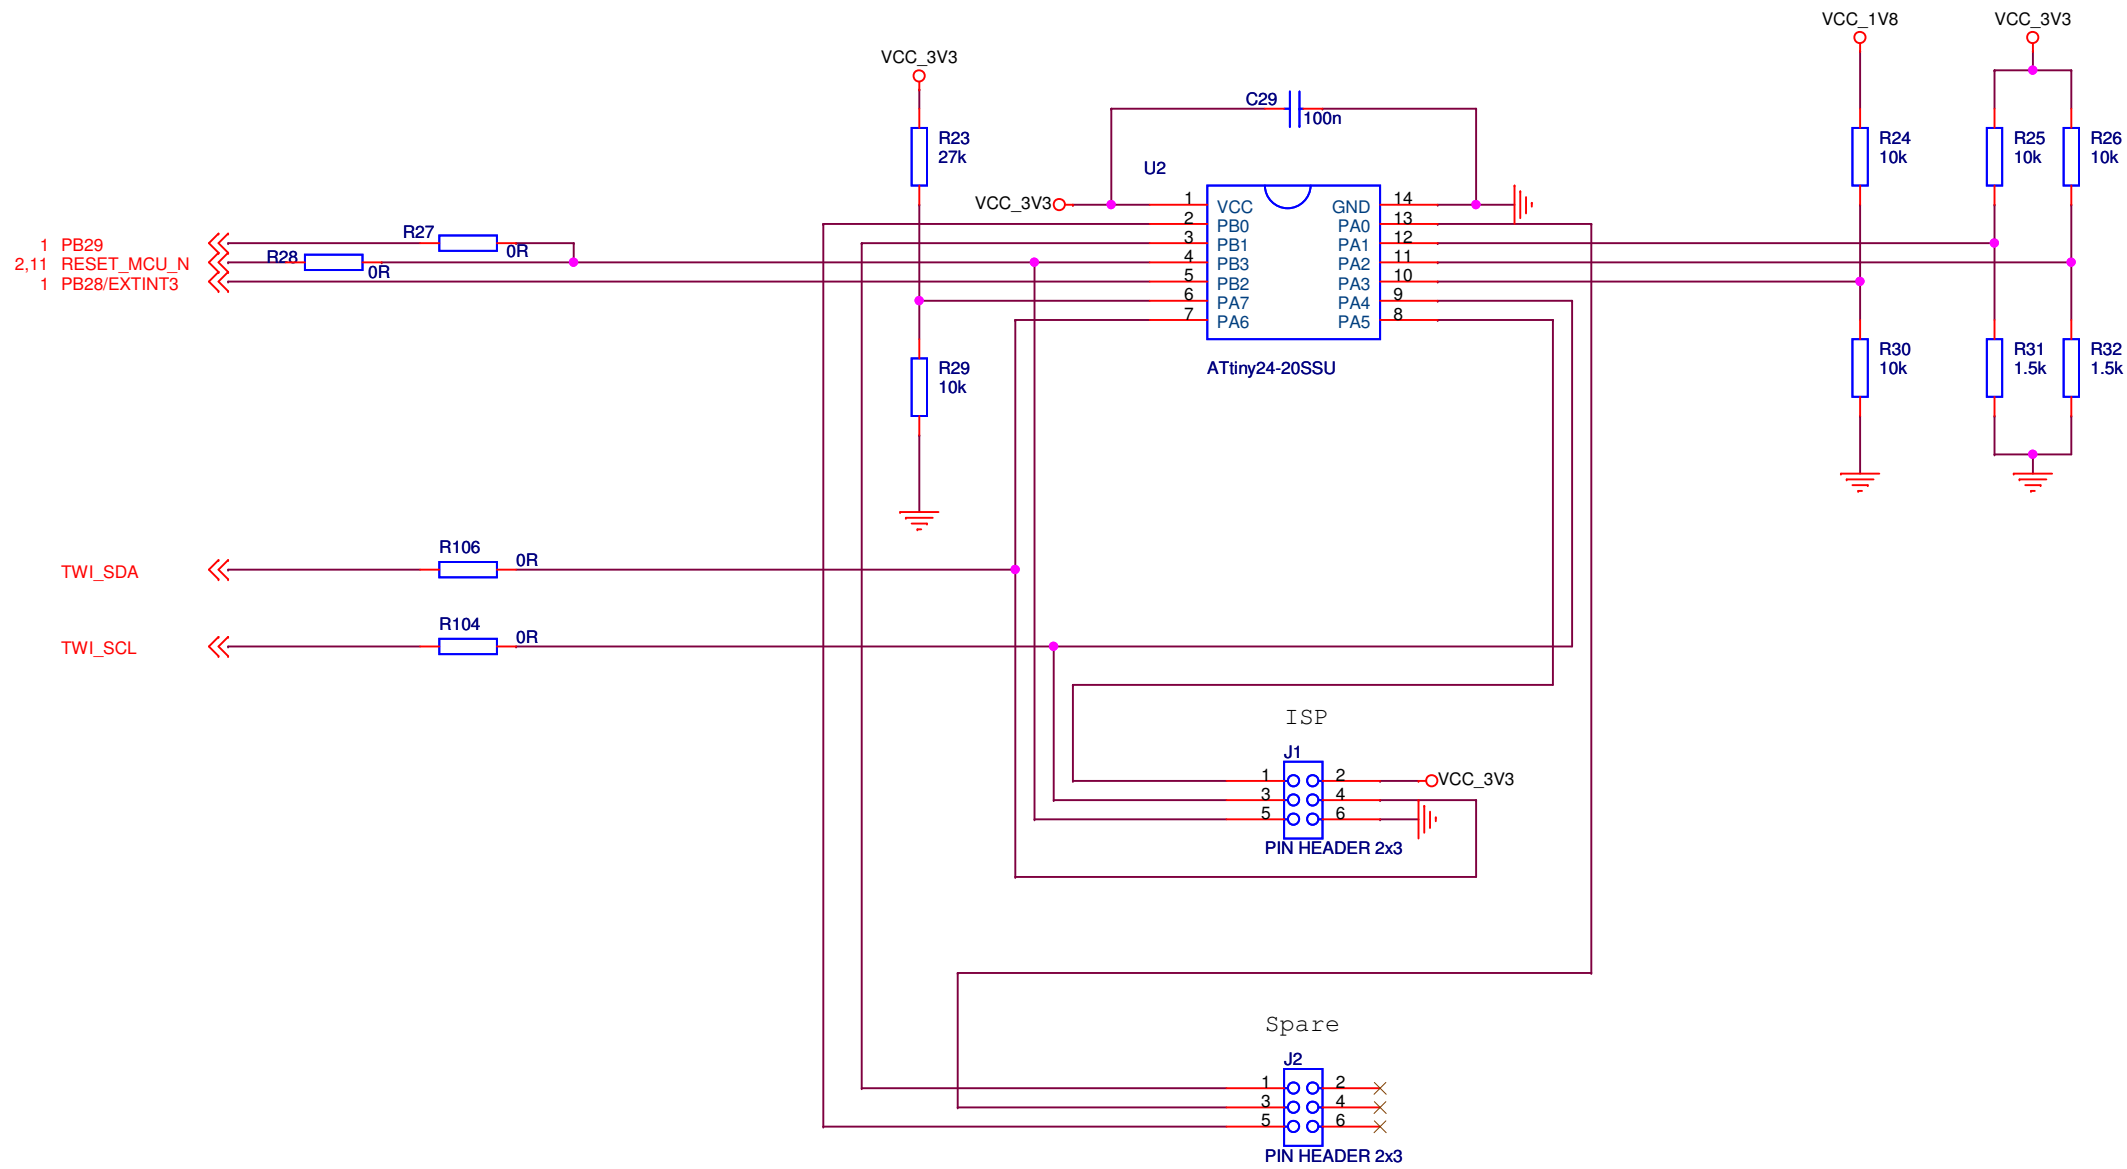 VCC_1V8
VCC_3V3
VCC_3V3
C29
100n
R23
27k
R24
10k
R25
10k
R26
10k
U2
VCC_3V3
1 VCC GND 14
2 PB0 PA0 13
3 PB1 PA1 12
4 PB3 PA2 11
5 PB2 PA3 10
6 PA7 PA4 9
7 PA6 PA5 8
ATtiny24-20SSU
R27
0R
1 PB29
R28
0R
2,11 RESET_MCU_N
1 PB28/EXTINT3
R29
10k
R30
10k
R31
1.5k
R32
1.5k
R106
0R
TWI_SDA
R104
0R
TWI_SCL
ISP
J1
1 2 VCC_3V3
3 4
5 6
PIN HEADER 2x3
Spare
J2
1 2
3 4
5 6
PIN HEADER 2x3